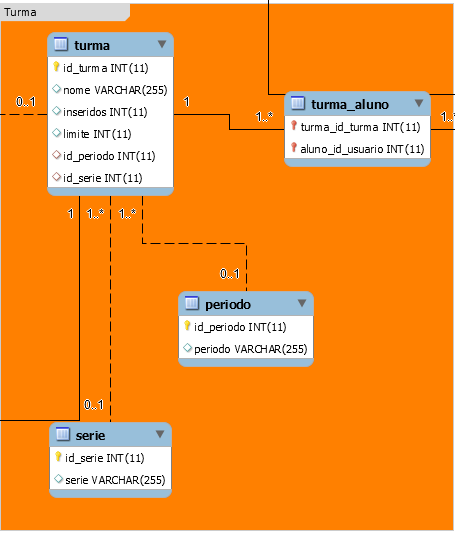 Turma
turma
id_turma INT(11)
nome VARCHAR(255)
inseridos INT(11)
limite INT(11)
id_periodo INT(11)
id_serie INT(11)
0..1
1
1..*
turma_aluno
turma_id_turma INT(11)
aluno_id_usuario INT(11)
1..*
1
1..*
1..*
0..1
periodo
id_periodo INT(11)
periodo VARCHAR(255)
0..1
serie
id_serie INT(11)
serie VARCHAR(255)